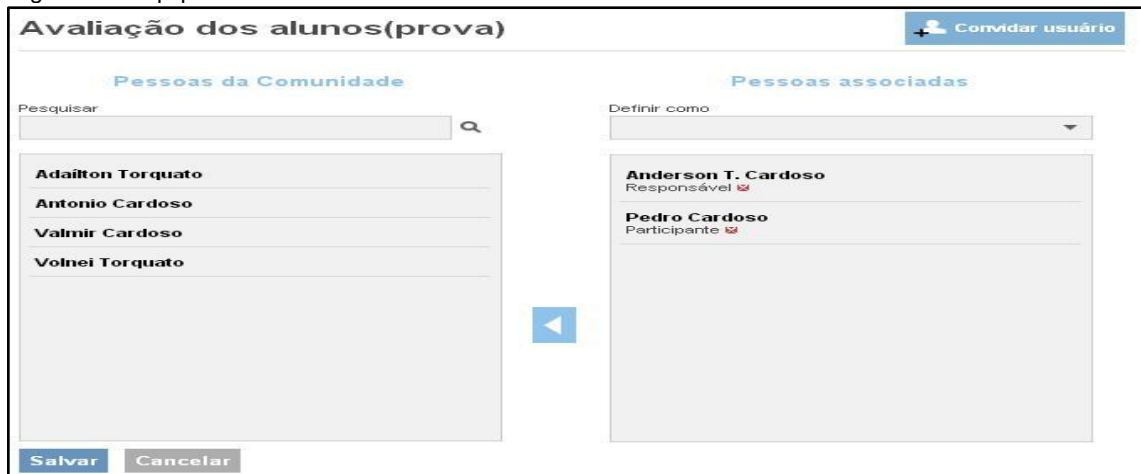 Avaliação dos alunos(prova)
Convidar usuário
Pessoas da Comunidade
Pesquisar
Adaílton Torquato
Antonio Cardoso
Valmir Cardoso
Volnei Torquato
Pessoas associadas
Definir como
Anderson T. Cardoso
Responsável
Pedro Cardoso
Participante
Salvar Cancelar